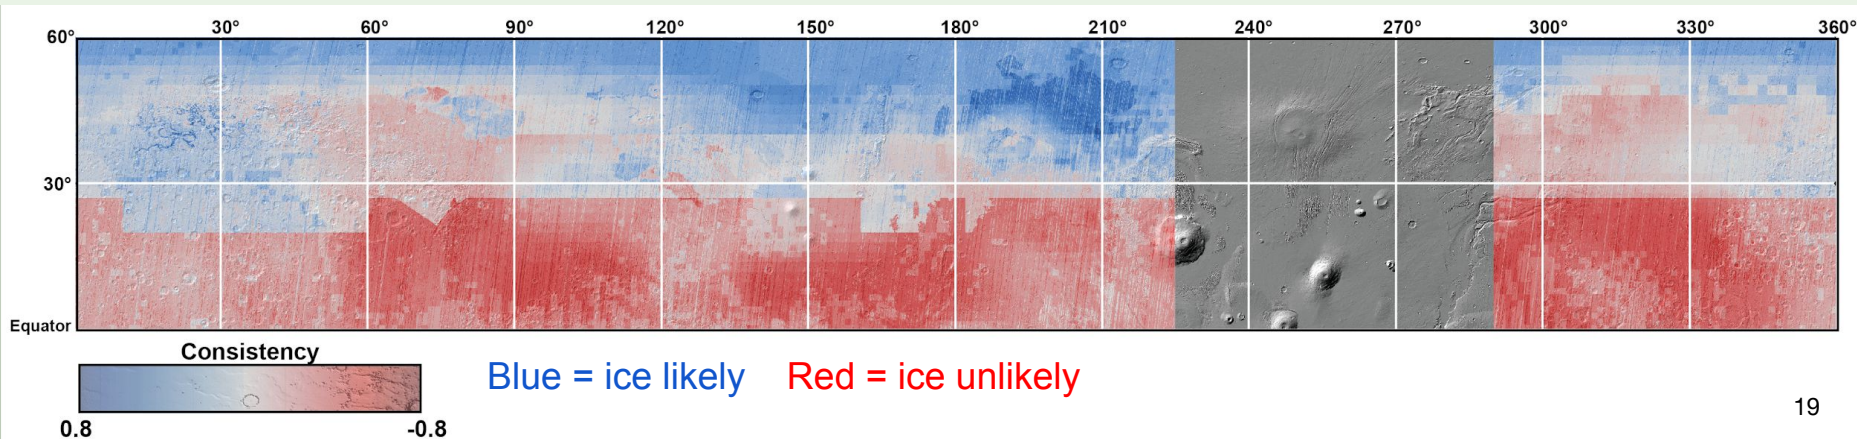 30° 60° 90° 120° 150° 180° 210° 240° 270° 300° 330° 360°
60°
30°
Equator
Consistency
0.8 -0.8
Blue = ice likely Red = ice unlikely
19